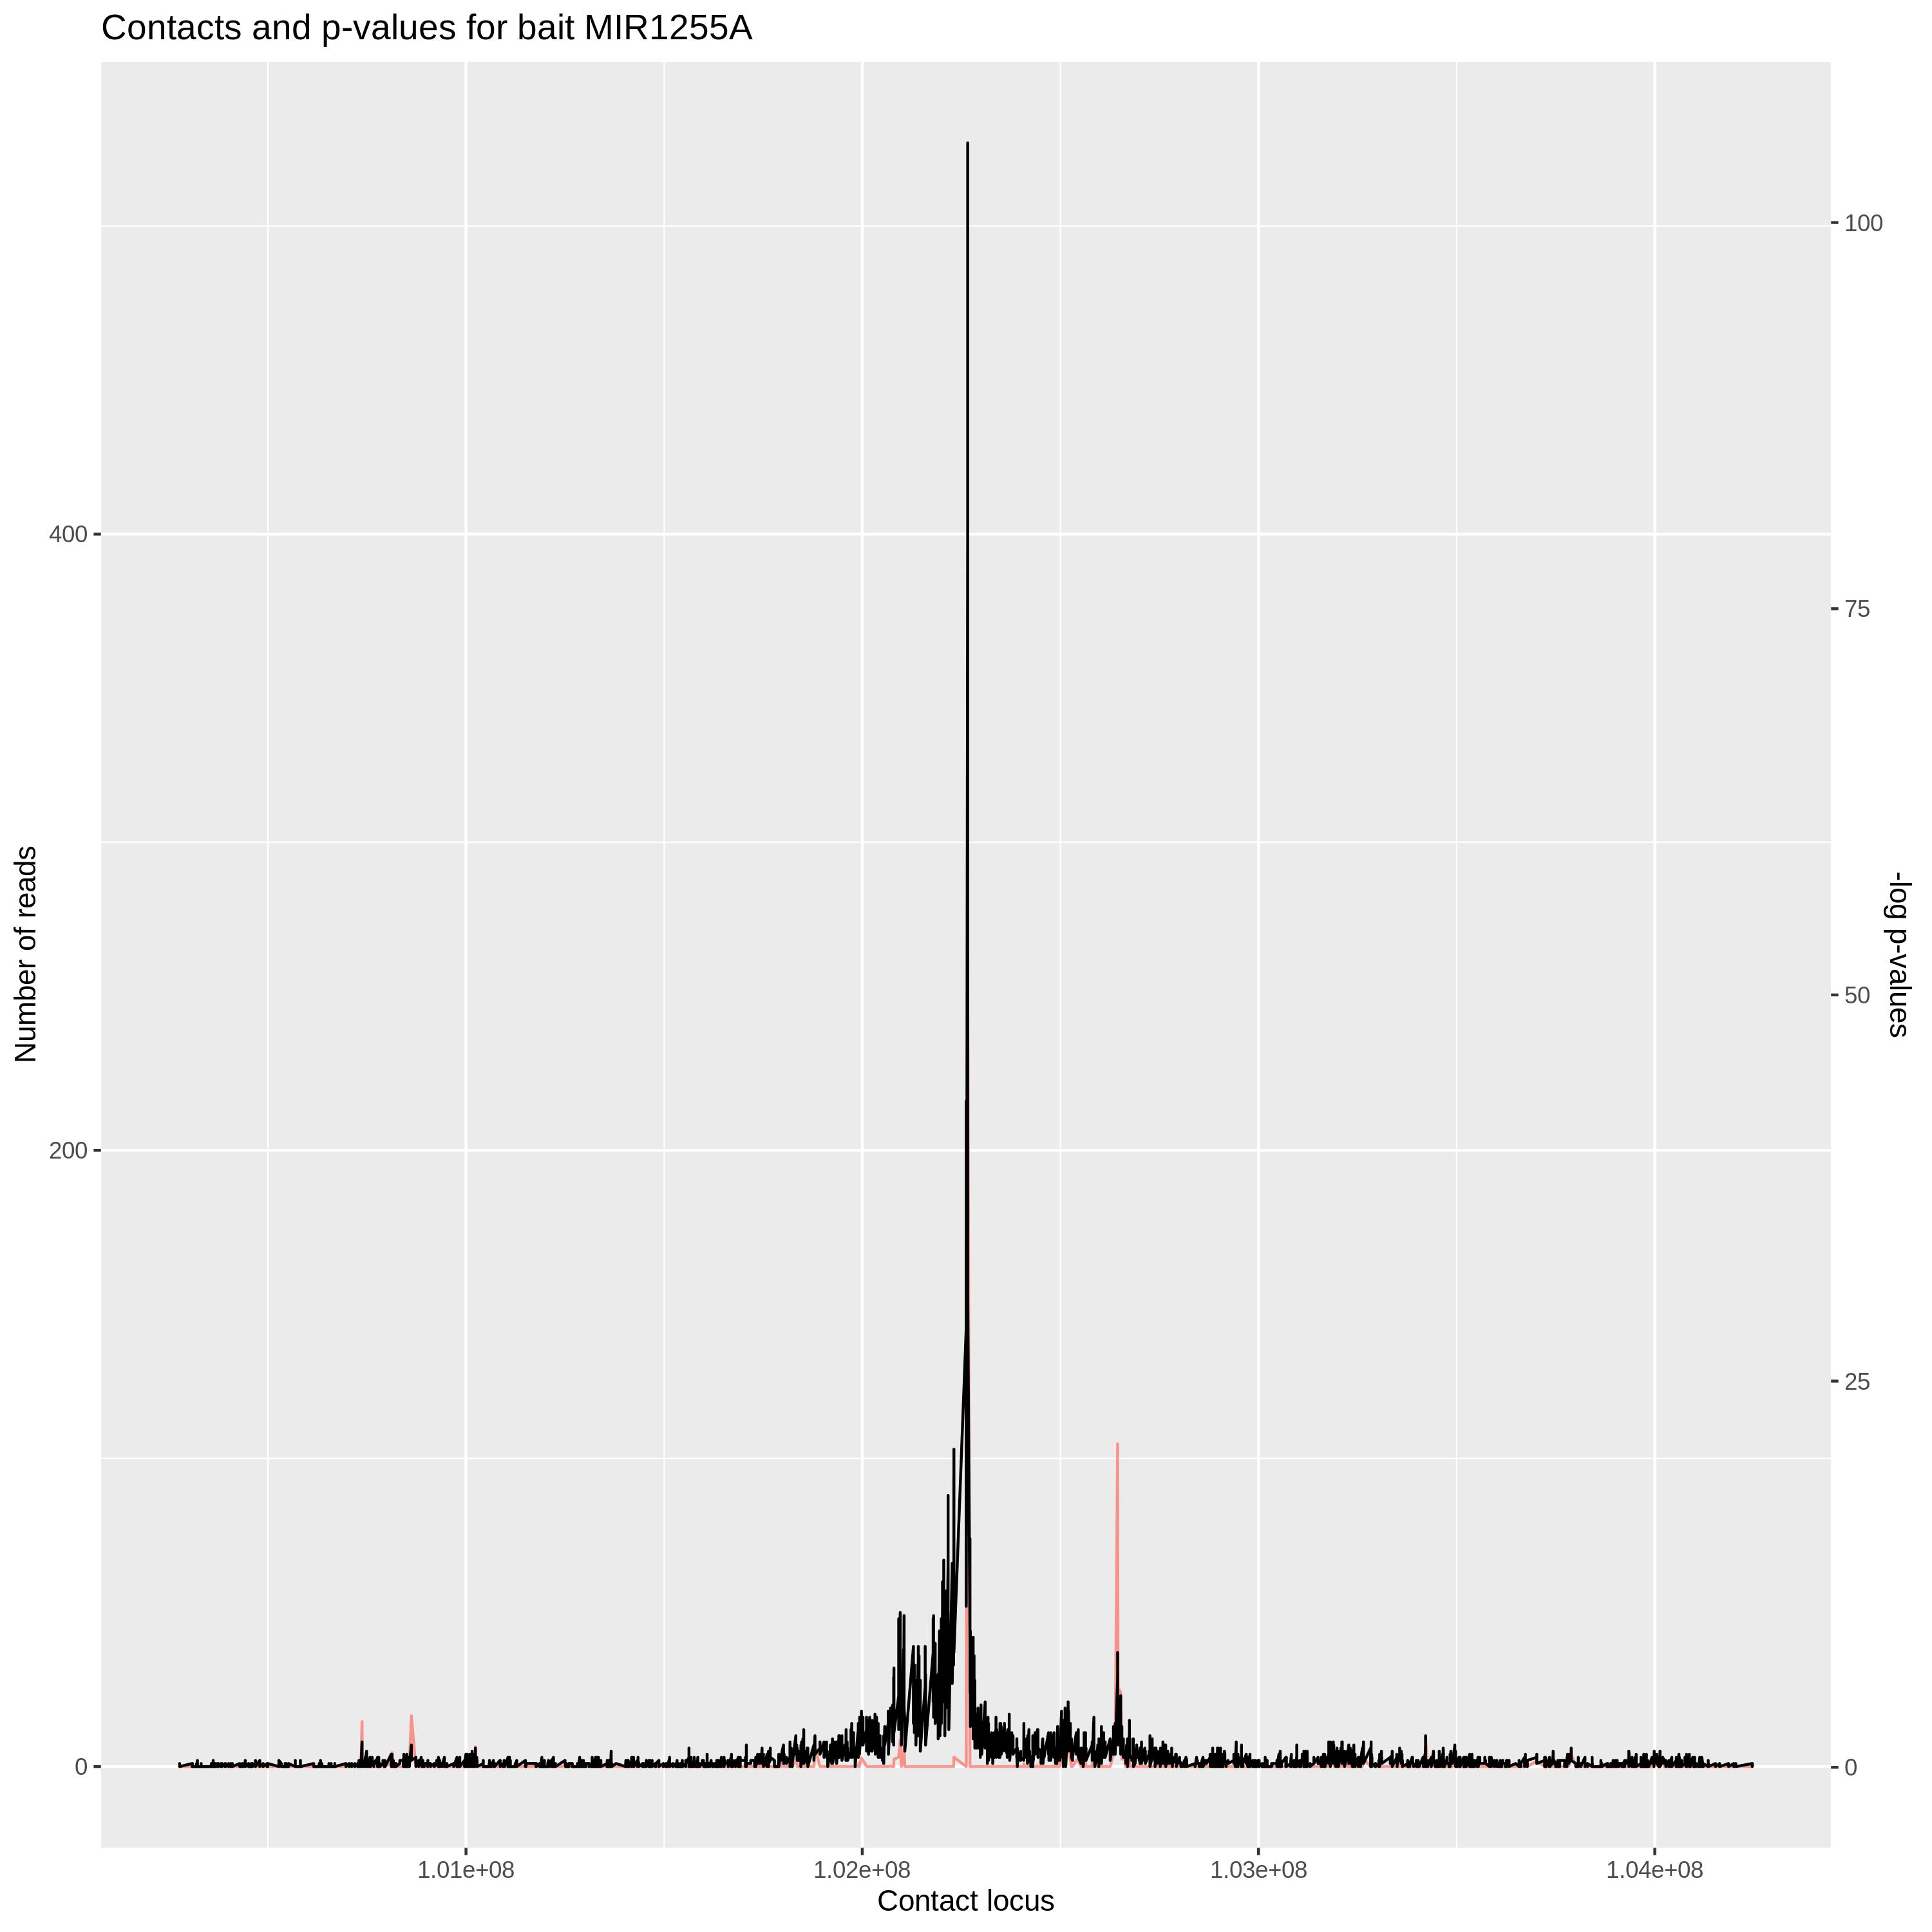 Contacts and p-values for bait MIR1255A
Number of reads
400
200
0
100
75
50
25
0
-log p-values
1.01e+08
1.02e+08
1.03e+08
1.04e+08
Contact locus